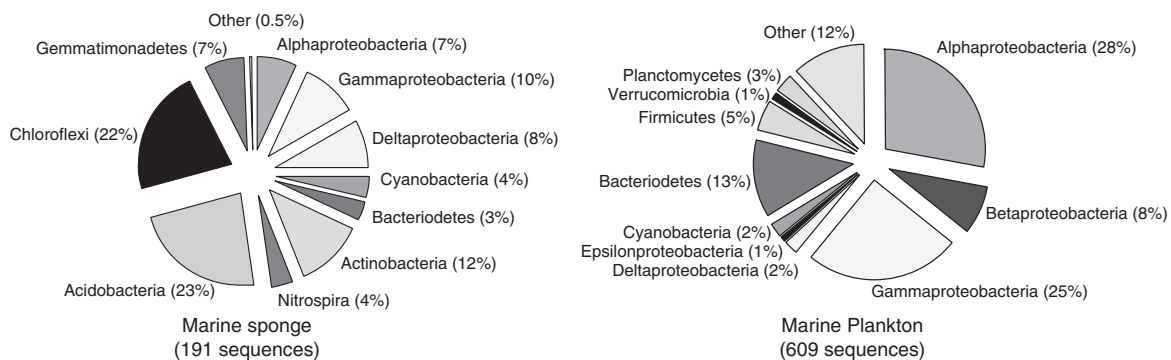 Other (0.5%)
Gemmatimonadetes (7%)
Alphaproteobacteria (7%)
Gammaproteobacteria (10%)
Chloroflexi (22%)
Deltaproteobacteria (8%)
Cyanobacteria (4%)
Bacteriodetes (3%)
Actinobacteria (12%)
Acidobacteria (23%)
Nitrospira (4%)
Marine sponge
(191 sequences)
Other (12%)
Alphaproteobacteria (28%)
Planctomycetes (3%)
Verrucomicrobia (1%)
Firmicutes (5%)
Bacteriodetes (13%)
Betaproteobacteria (8%)
Cyanobacteria (2%)
Epsilonproteobacteria (1%)
Deltaproteobacteria (2%)
Gammaproteobacteria (25%)
Marine Plankton
(609 sequences)